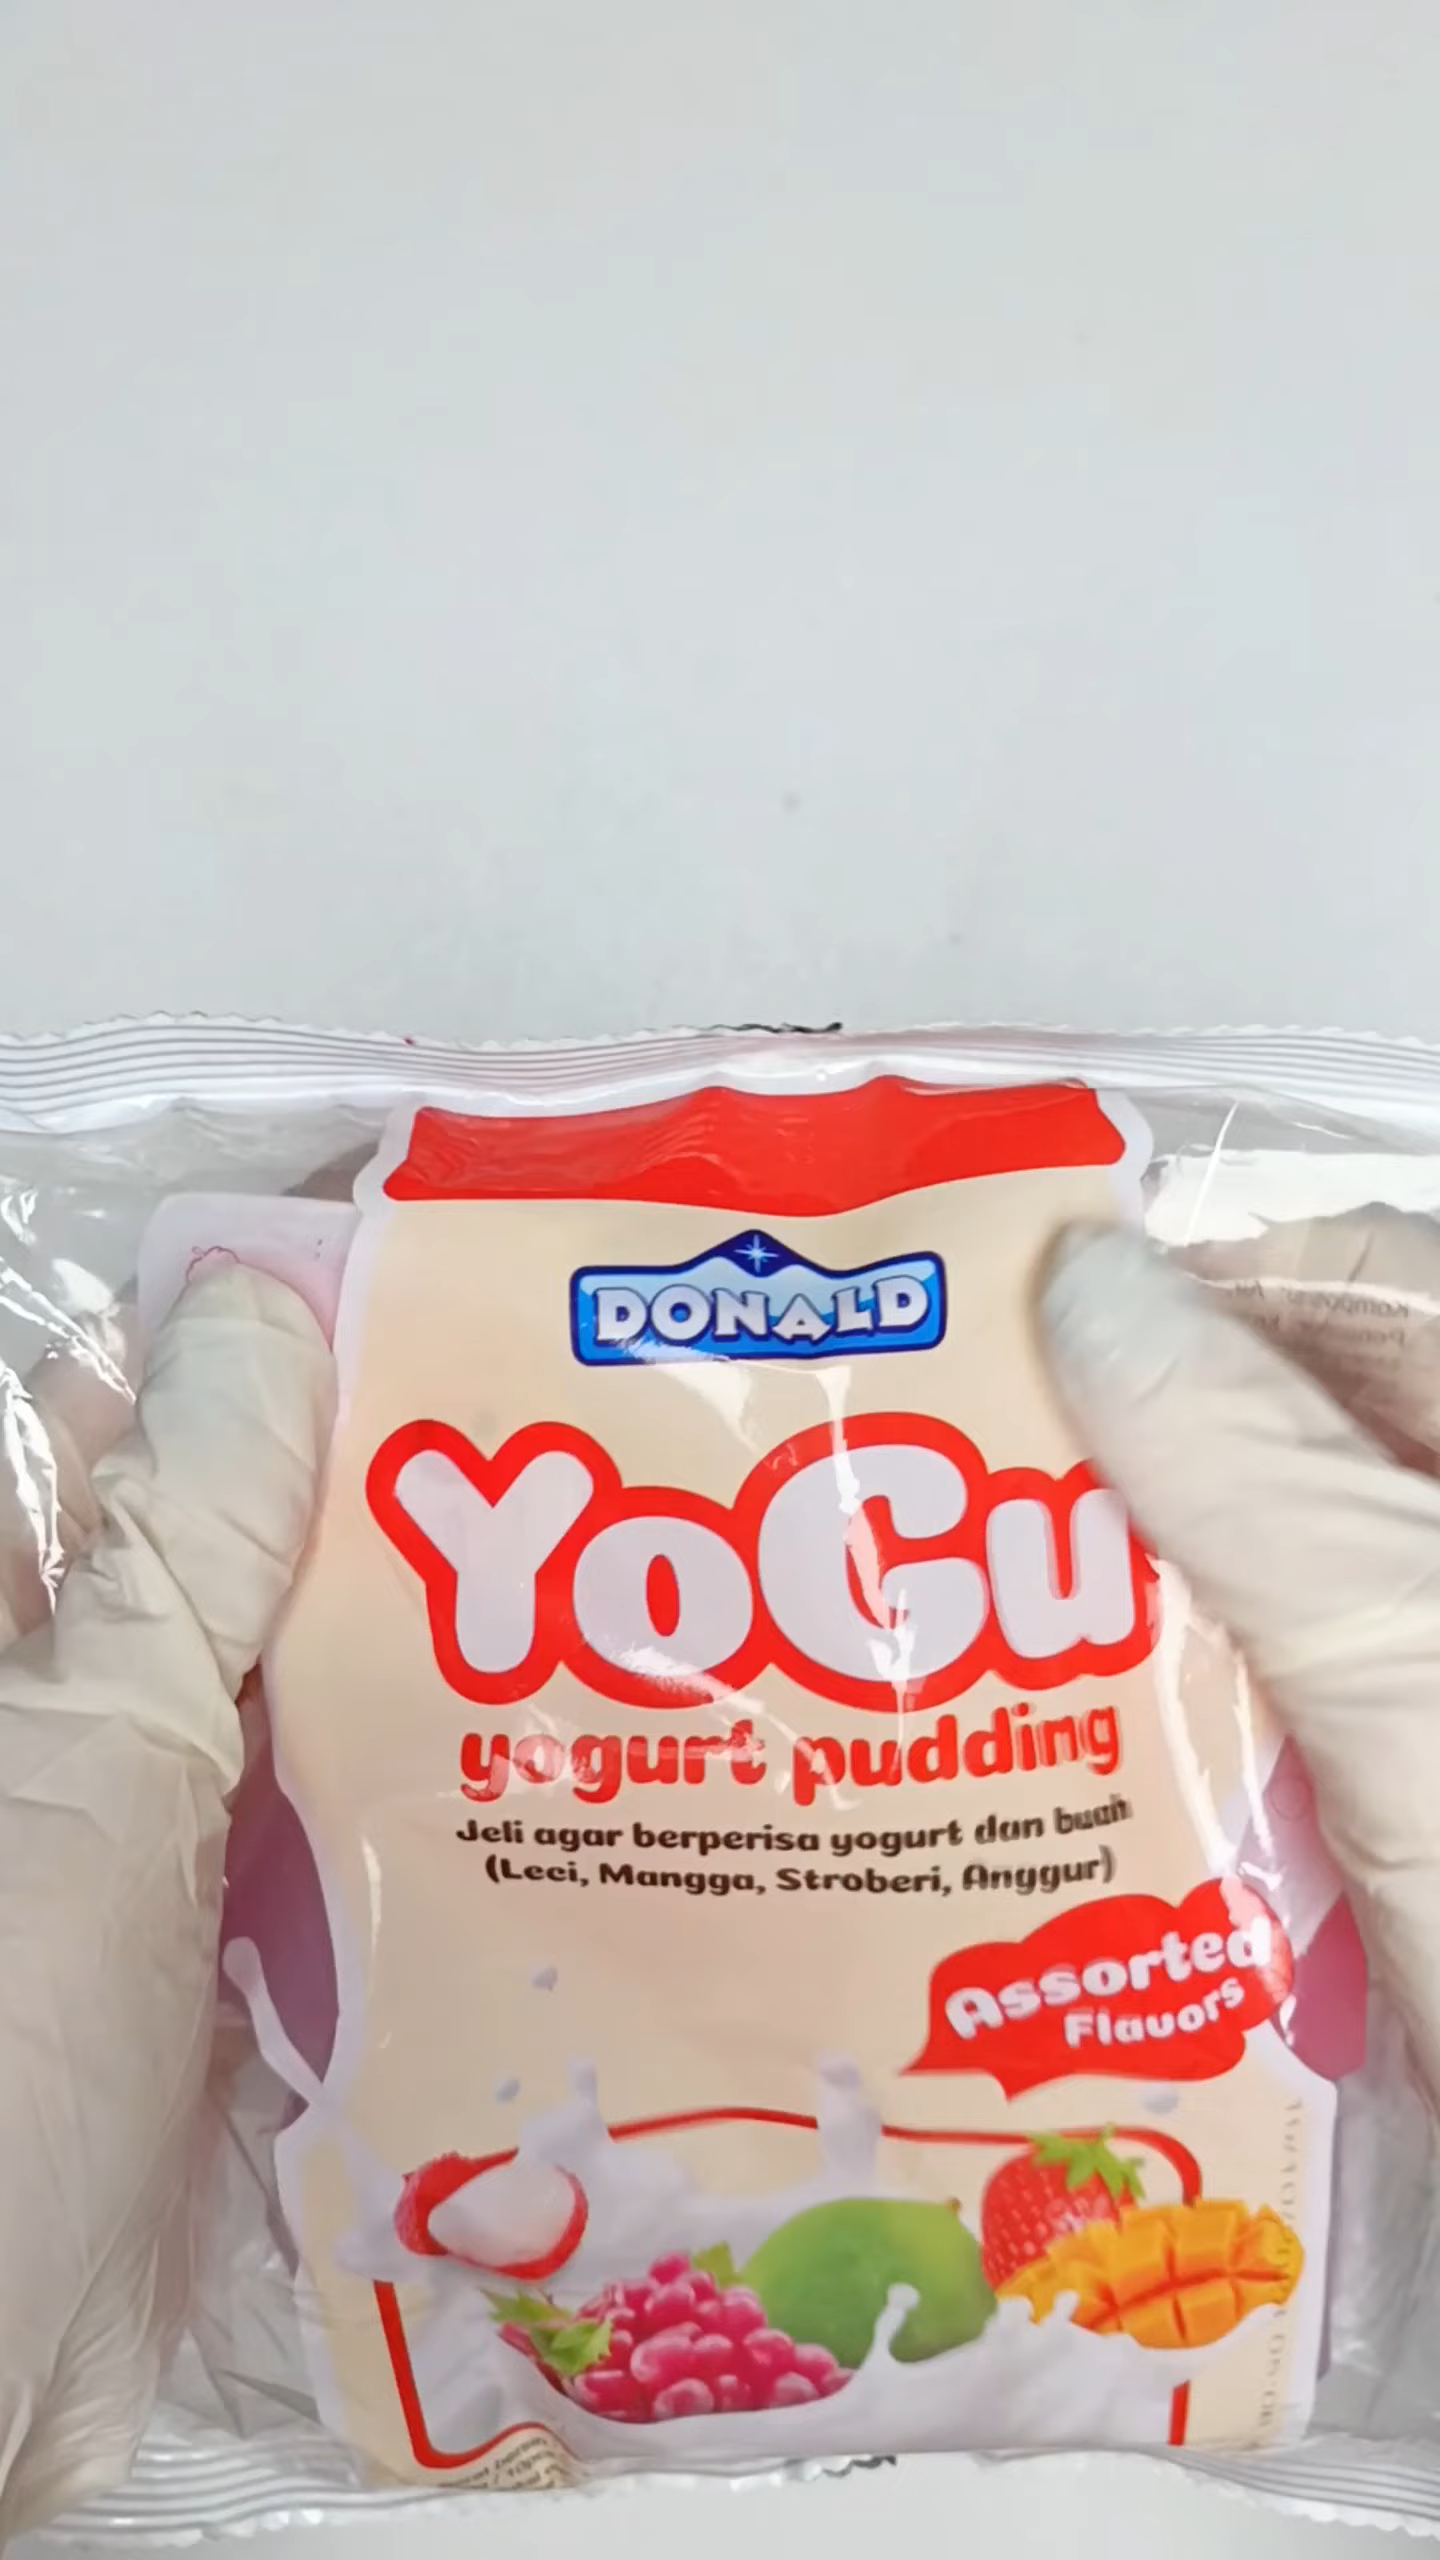 DONALD
YoGu
yogurt pudding
Jeli agar berperisa yogurt dan buah
(Leci, Mangga, Stroberi, Anggur)
Assorted
Flavors